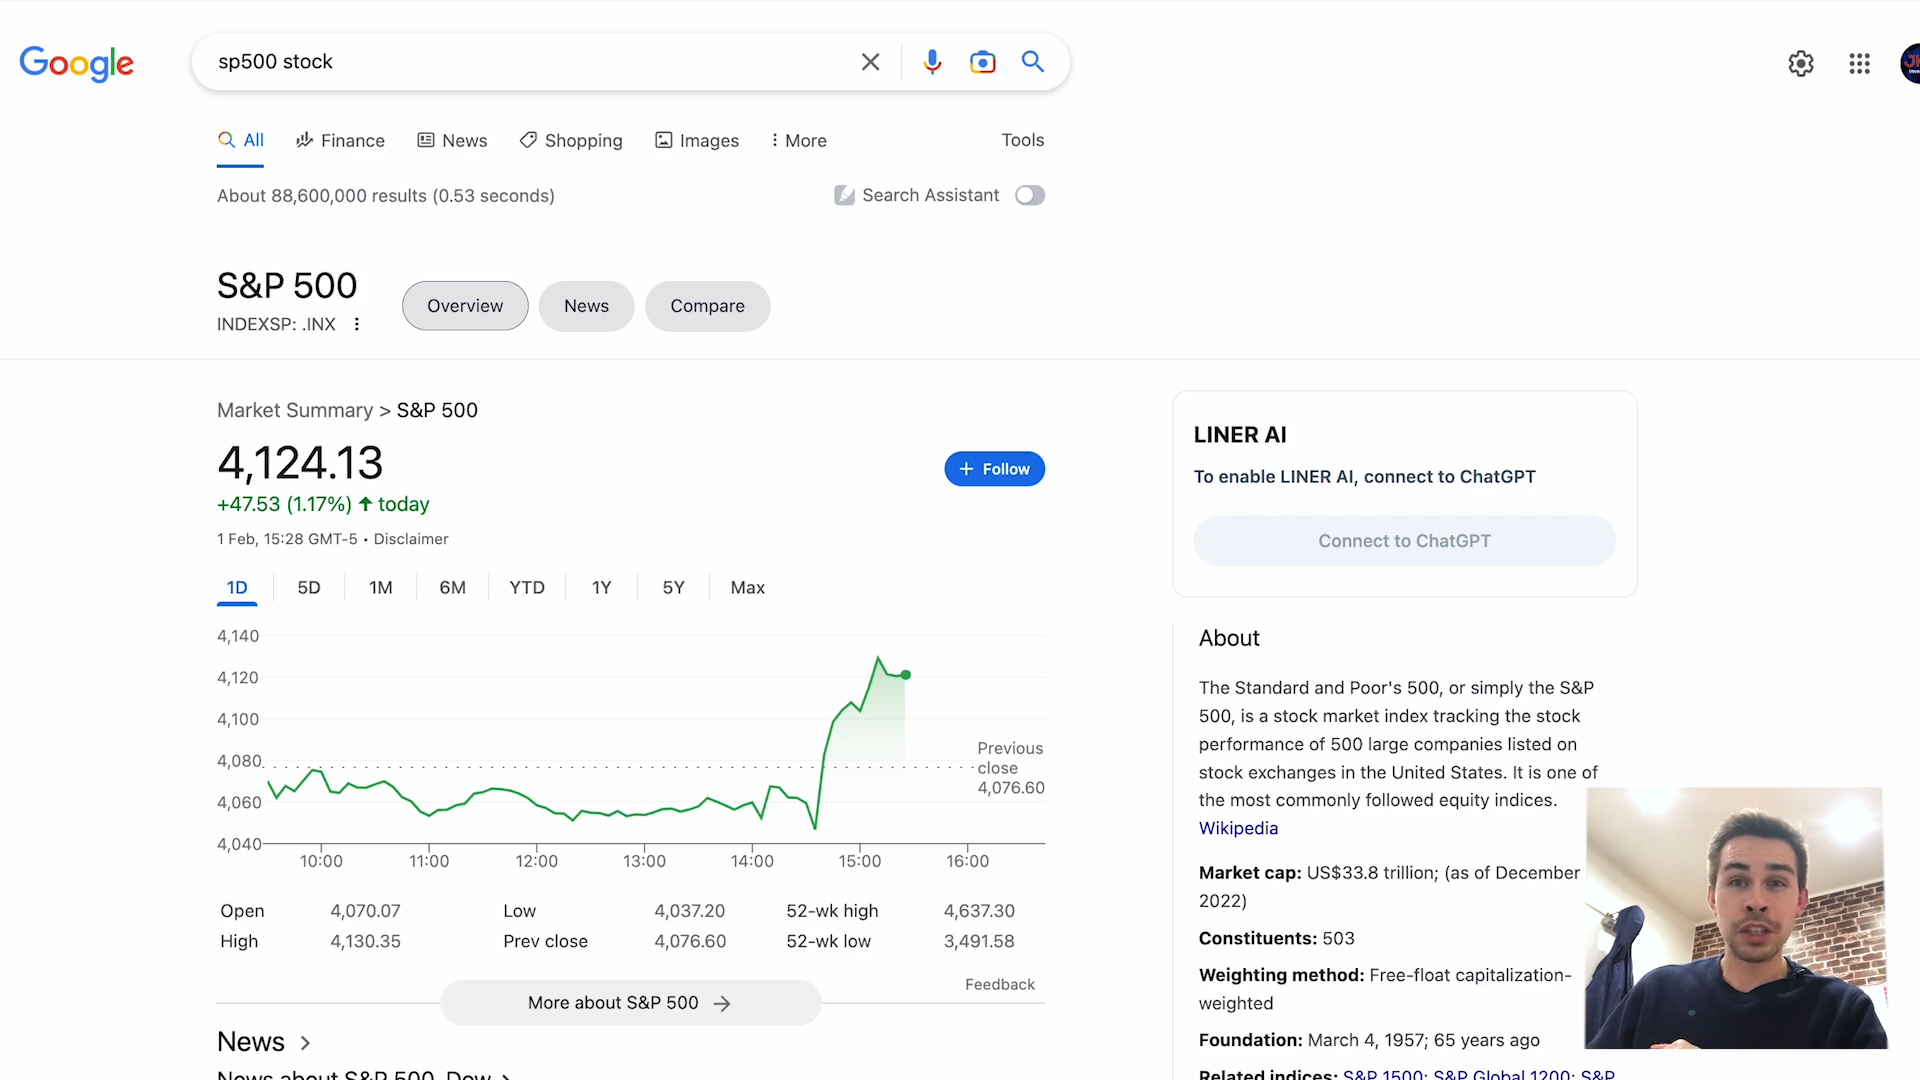 Google
sp500 stock
All
Finance
News
Shopping
Images
More
Tools
About 88,600,000 results (0.53 seconds)
Search Assistant
S&P 500
INDEXSP: .INX
Overview
News
Compare
Market Summary > S&P 500
4,124.13
+47.53 (1.17%) ↑ today
1 Feb, 15:28 GMT-5 • Disclaimer
+ Follow
1D
5D
1M
6M
YTD
1Y
5Y
Max
4,140
4,120
4,100
4,080
4,060
4,040
Previous
close
4,076.60
10:00
11:00
12:00
13:00
14:00
15:00
16:00
Open 4,070.07 Low 4,037.20 52-wk high 4,637.30
High 4,130.35 Prev close 4,076.60 52-wk low 3,491.58
Feedback
More about S&P 500 →
News >
News about S&P 500, Dow
LINER AI
To enable LINER AI, connect to ChatGPT
Connect to ChatGPT
About
The Standard and Poor's 500, or simply the S&P
500, is a stock market index tracking the stock
performance of 500 large companies listed on
stock exchanges in the United States. It is one of
the most commonly followed equity indices.
Wikipedia
Market cap: US$33.8 trillion; (as of December
2022)
Constituents: 503
Weighting method: Free-float capitalization-
weighted
Foundation: March 4, 1957; 65 years ago
Related indices: S&P 1500; S&P Global 1200; S&P